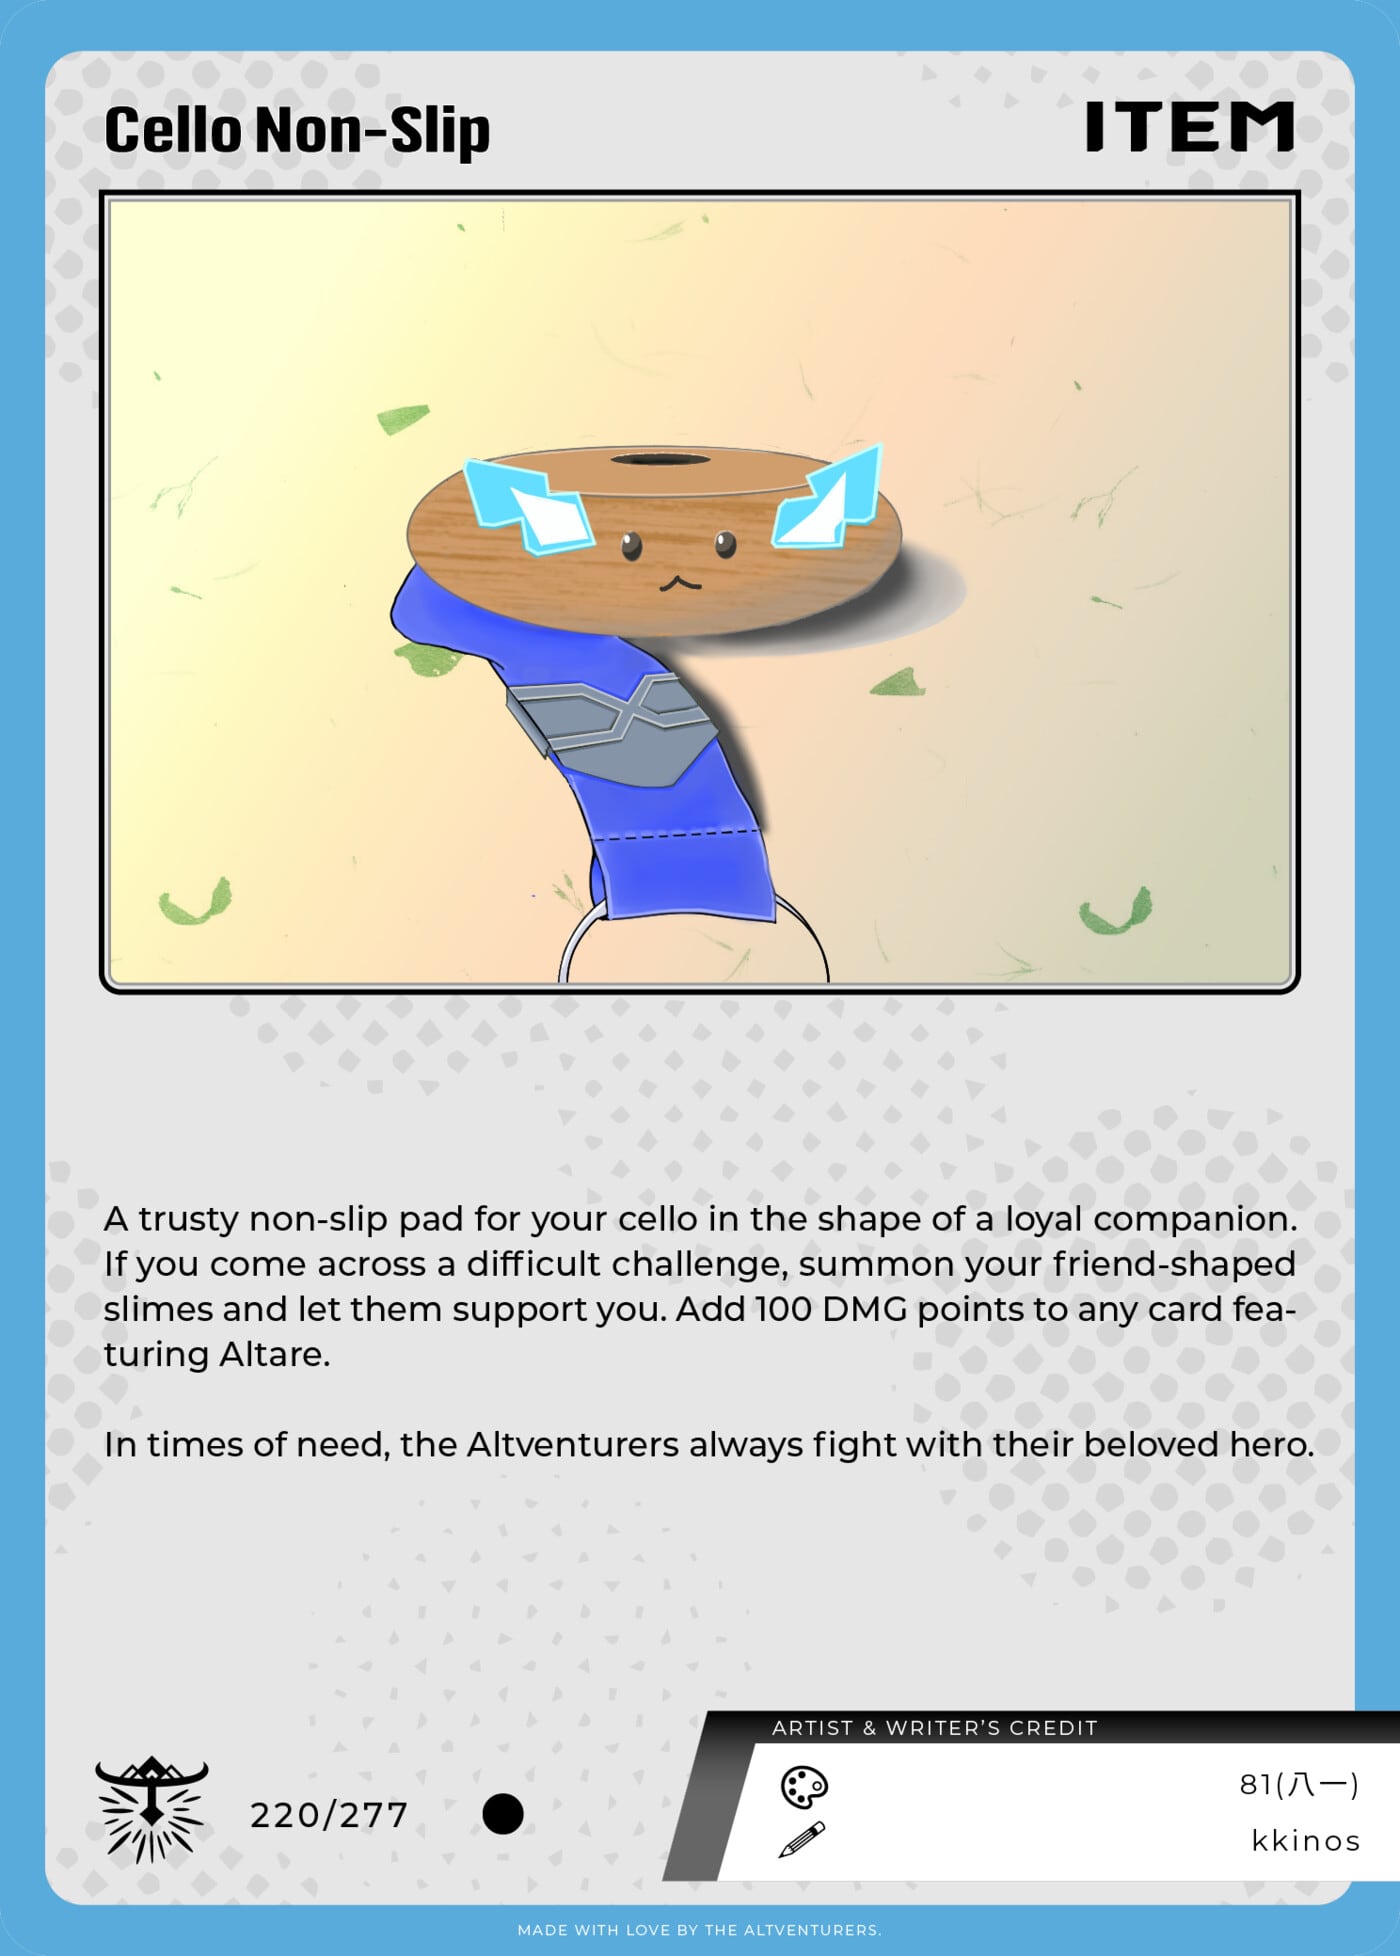 Cello Non-Slip
ITEM
A trusty non-slip pad for your cello in the shape of a loyal companion.
If you come across a difficult challenge, summon your friend-shaped
slimes and let them support you. Add 100 DMG points to any card fea-
turing Altare.
In times of need, the Altventurers always fight with their beloved hero.
ARTIST & WRITER'S CREDIT
81(八一)
kkinos
220/277
MADE WITH LOVE BY THE ALTVENTURERS.